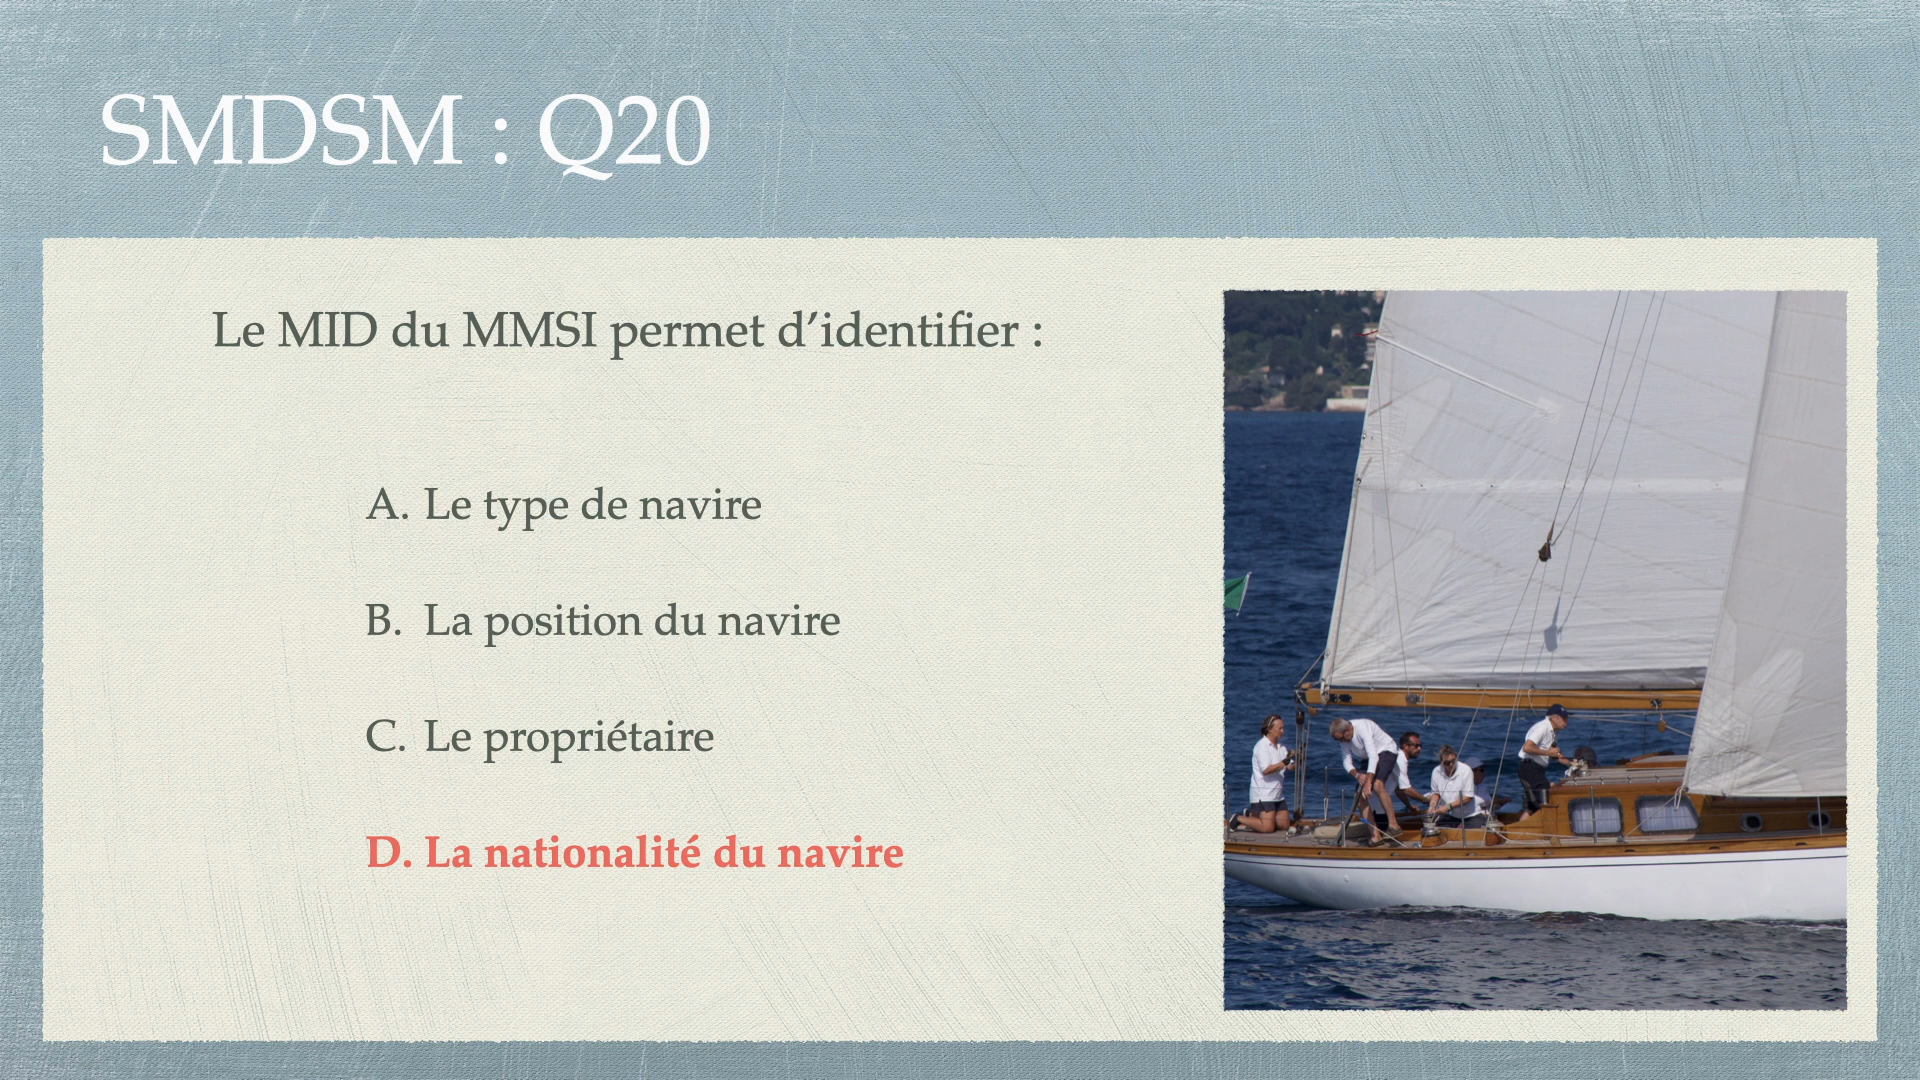 SMDSM : Q20
Le MID du MMSI permet d’identifier :
A. Le type de navire
B. La position du navire
C. Le propriétaire
D. La nationalité du navire